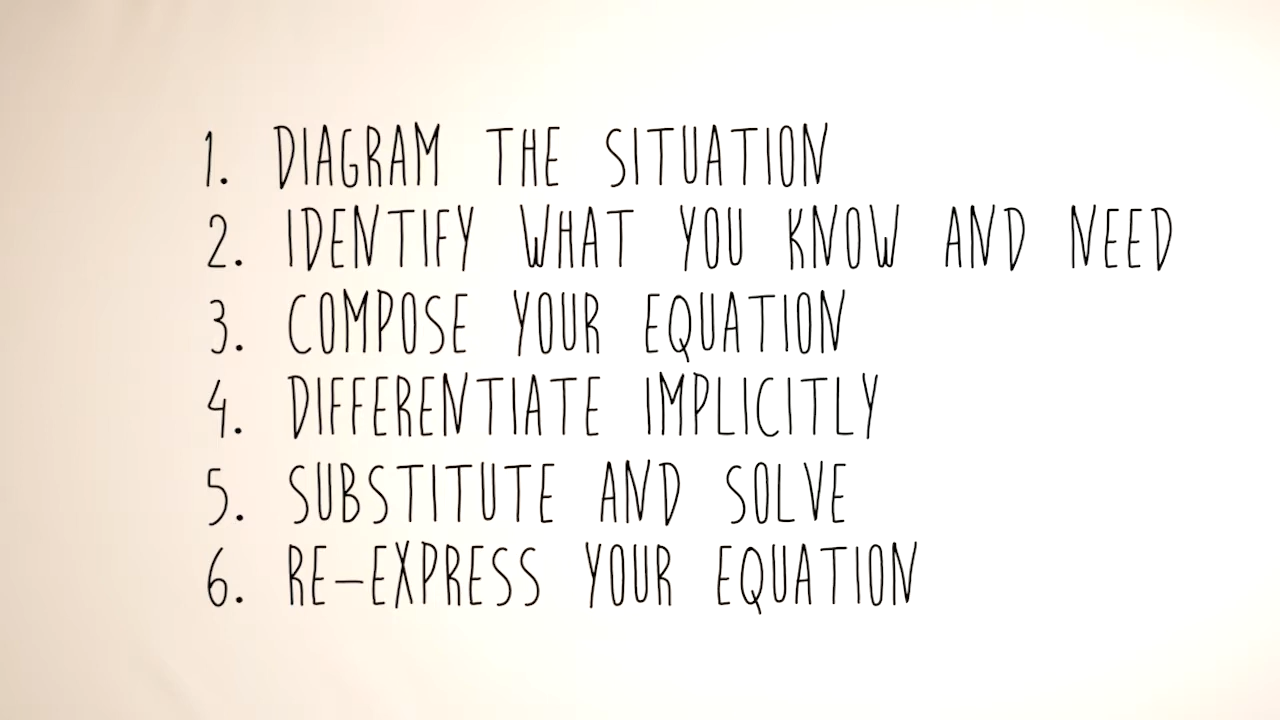 1. DIAGRAM THE SITUATION
2. IDENTIFY WHAT YOU KNOW AND NEED
3. COMPOSE YOUR EQUATION
4. DIFFERENTIATE IMPLICITLY
5. SUBSTITUTE AND SOLVE
6. RE-EXPRESS YOUR EQUATION